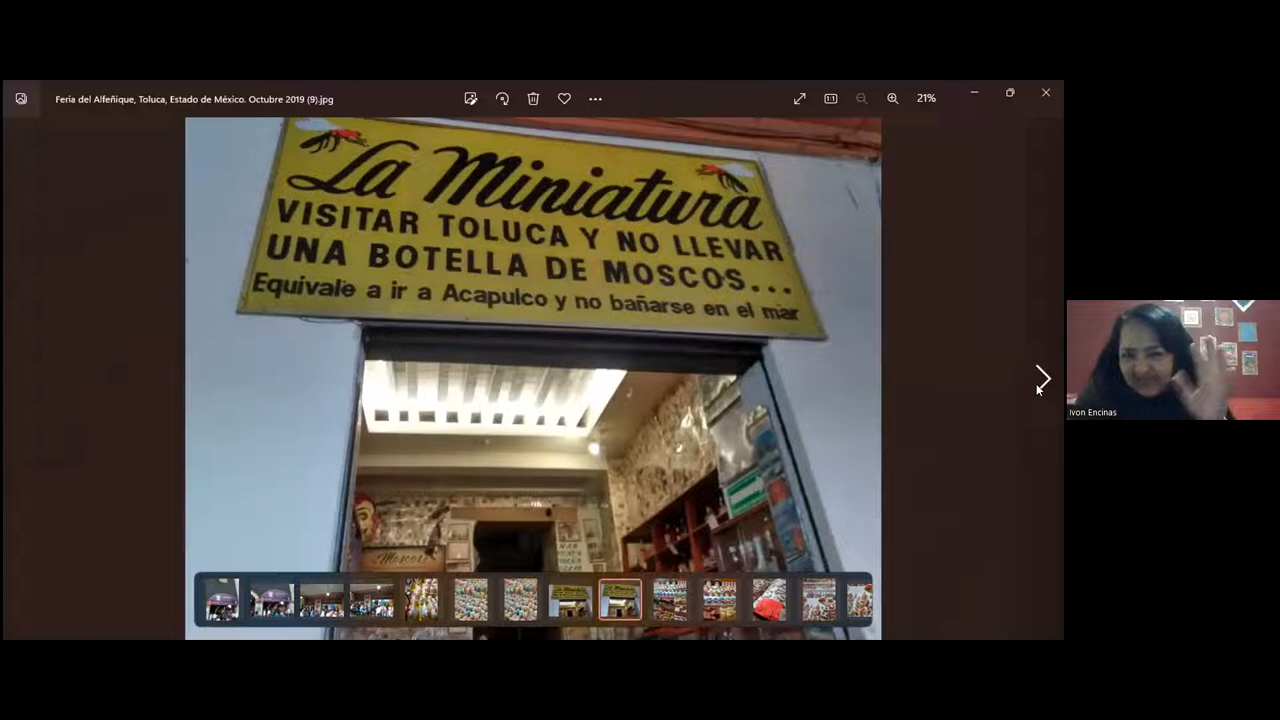 Feria del Alfeñique, Toluca, Estado de México. Octubre 2019 (9).jpg
21%
La Miniatura
VISITAR TOLUCA Y NO LLEVAR
UNA BOTELLA DE MOSCOS...
Equivale a ir a Acapulco y no bañarse en el mar
Moscos
Ivon Encinas